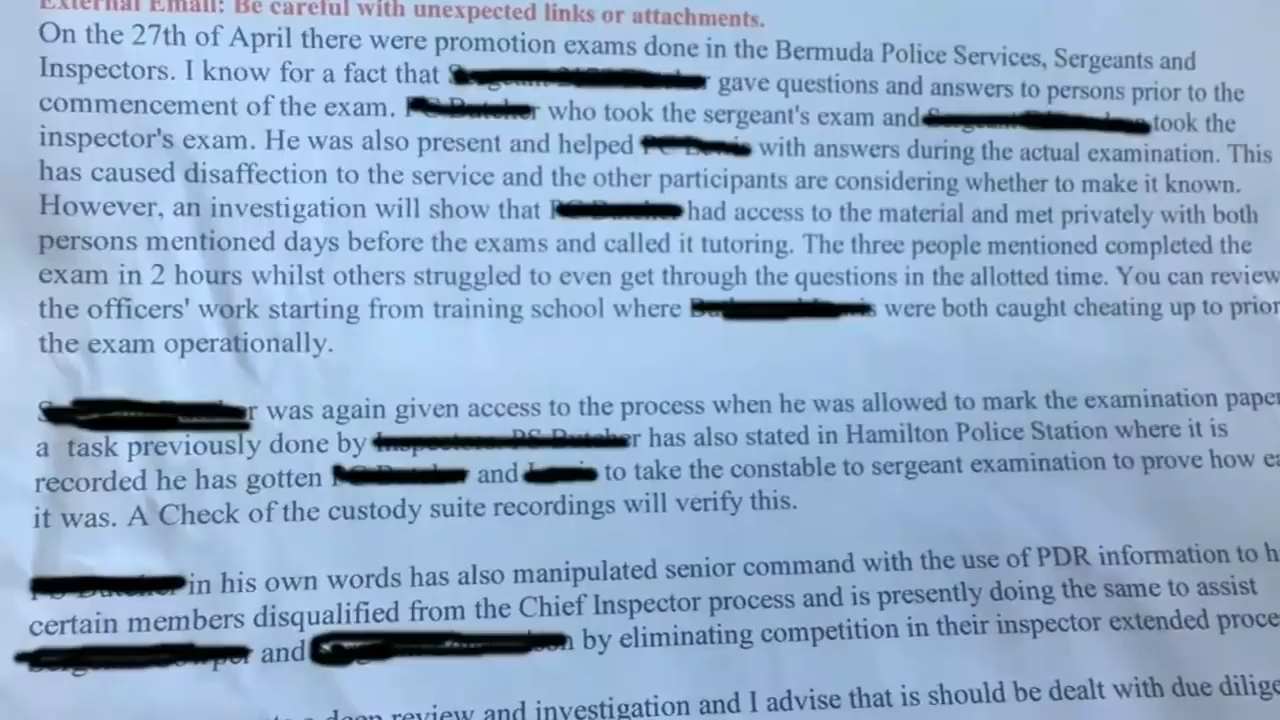 External Email: Be careful with unexpected links or attachments.
On the 27th of April there were promotion exams done in the Bermuda Police Services, Sergeants and
Inspectors. I know for a fact that gave questions and answers to persons prior to the
commencement of the exam. who took the sergeant's exam and took the
inspector's exam. He was also present and helped with answers during the actual examination. This
has caused disaffection to the service and the other participants are considering whether to make it known.
However, an investigation will show that had access to the material and met privately with both
persons mentioned days before the exams and called it tutoring. The three people mentioned completed the
exam in 2 hours whilst others struggled to even get through the questions in the allotted time. You can review
the officers' work starting from training school where were both caught cheating up to prior
the exam operationally.
was again given access to the process when he was allowed to mark the examination paper
a task previously done by has also stated in Hamilton Police Station where it is
recorded he has gotten and to take the constable to sergeant examination to prove how
it was. A Check of the custody suite recordings will verify this.
in his own words has also manipulated senior command with the use of PDR information to
certain members disqualified from the Chief Inspector process and is presently doing the same to assist
and by eliminating competition in their inspector extended
deep review and investigation and I advise that is should be dealt with due